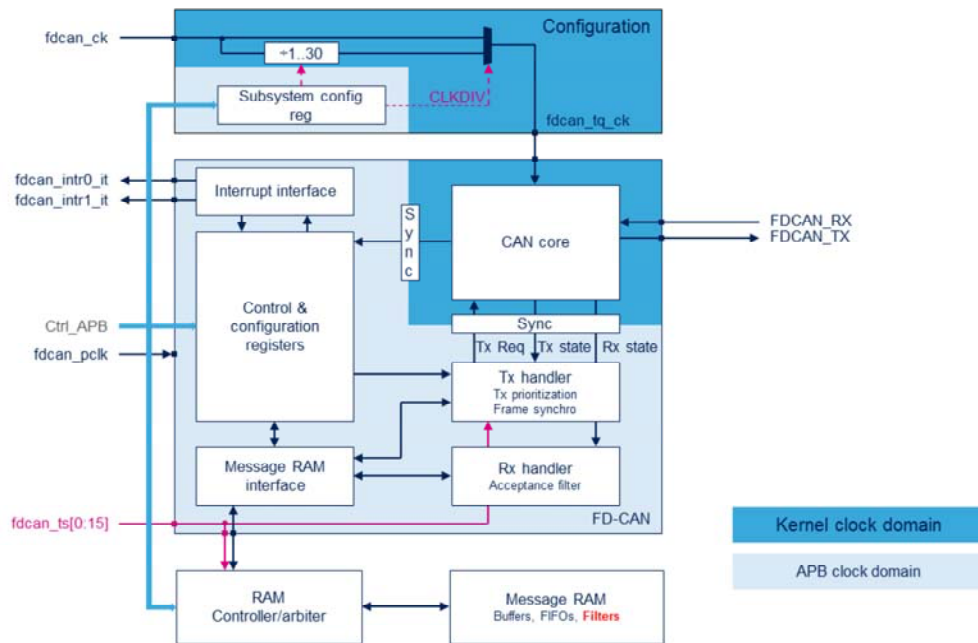 Configuration
fdcan_ck
÷1..30
Subsystem config
reg
CLKDIV
fdcan_tq_ck
fdcan_intr0_it
fdcan_intr1_it
Interrupt interface
Sync
CAN core
FDCAN_RX
FDCAN_TX
Control &
configuration
registers
Ctrl_APB
fdcan_pclk
Sync
Tx Req
Tx state
Rx state
Tx handler
Tx prioritization
Frame synchro
Message RAM
interface
Rx handler
Acceptance filter
fdcan_ts[0:15]
FD-CAN
Kernel clock domain
APB clock domain
RAM
Controller/arbiter
Message RAM
Buffers, FIFOs, Filters